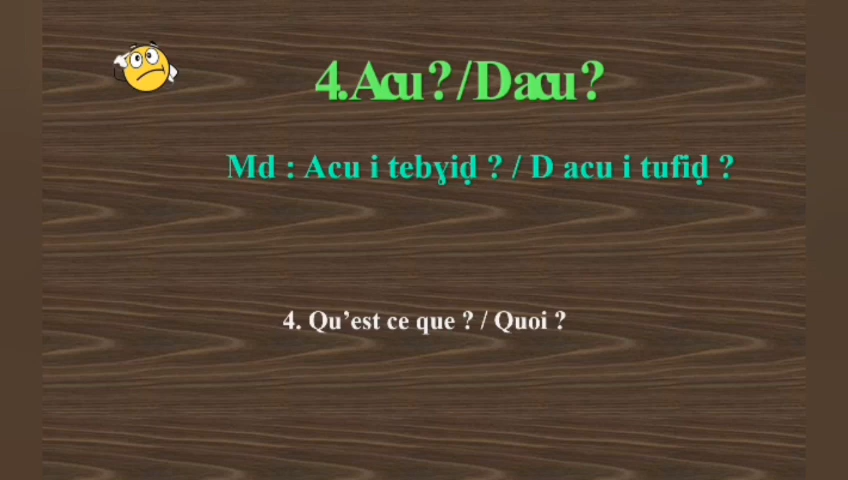 4.Acu ? / Dacu ?
Md : Acu i tebɣiḍ ? / D acu i tufiḍ ?
4. Qu’est ce que ? / Quoi ?